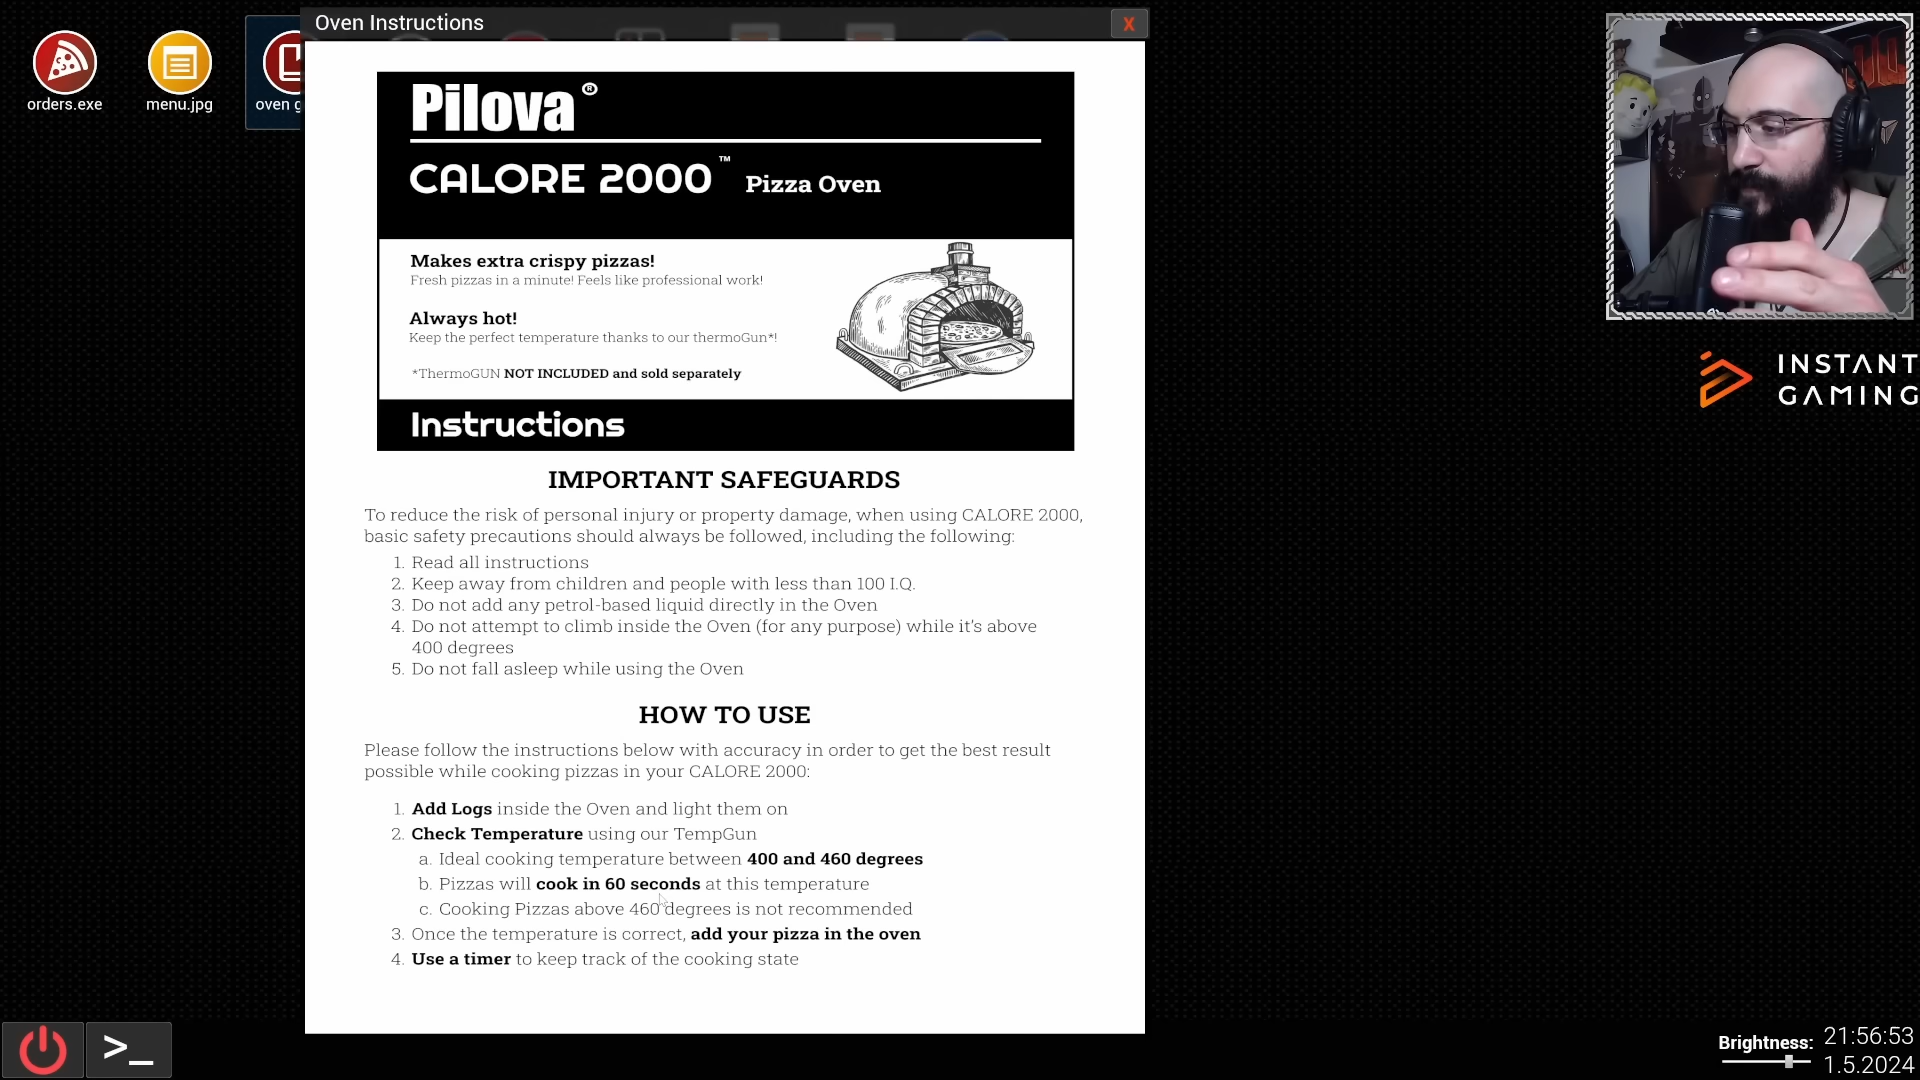 Oven Instructions
X
orders.exe
menu.jpg
oven g
Pilova®
CALORE 2000™ Pizza Oven
Makes extra crispy pizzas!
Fresh pizzas in a minute! Feels like professional work!
Always hot!
Keep the perfect temperature thanks to our thermoGun*!
*ThermoGUN NOT INCLUDED and sold separately
Instructions
IMPORTANT SAFEGUARDS
To reduce the risk of personal injury or property damage, when using CALORE 2000,
basic safety precautions should always be followed, including the following:
1. Read all instructions
2. Keep away from children and people with less than 100 I.Q.
3. Do not add any petrol-based liquid directly in the Oven
4. Do not attempt to climb inside the Oven (for any purpose) while it's above
400 degrees
5. Do not fall asleep while using the Oven
HOW TO USE
Please follow the instructions below with accuracy in order to get the best result
possible while cooking pizzas in your CALORE 2000:
1. Add Logs inside the Oven and light them on
2. Check Temperature using our TempGun
a. Ideal cooking temperature between 400 and 460 degrees
b. Pizzas will cook in 60 seconds at this temperature
c. Cooking Pizzas above 460 degrees is not recommended
3. Once the temperature is correct, add your pizza in the oven
4. Use a timer to keep track of the cooking state
INSTANT
GAMING
>_
Brightness:
21:56:53
1.5.2024